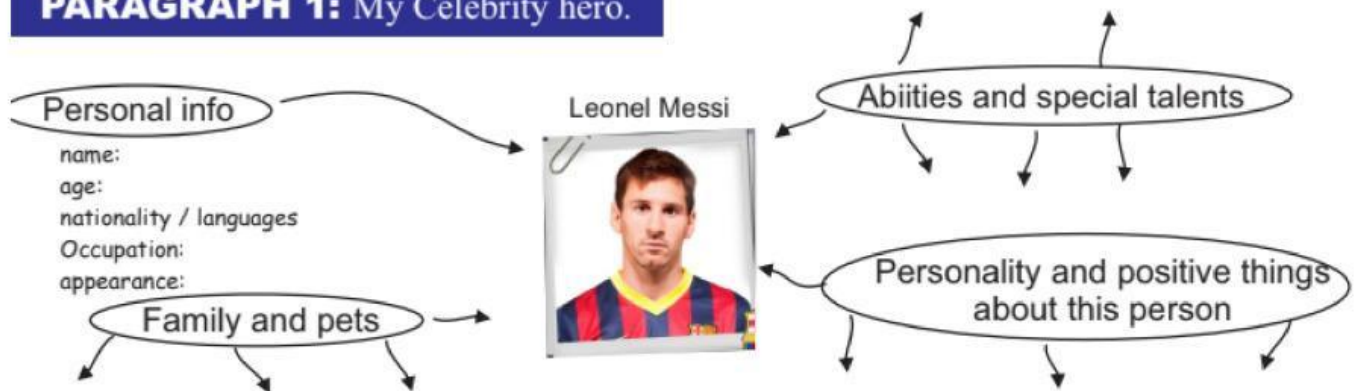 PARAGRAPH 1: My Celebrity hero.
Personal info
name:
age:
nationality / languages
Occupation:
appearance:
Family and pets
Leonel Messi
Abiities and special talents
Personality and positive things
about this person